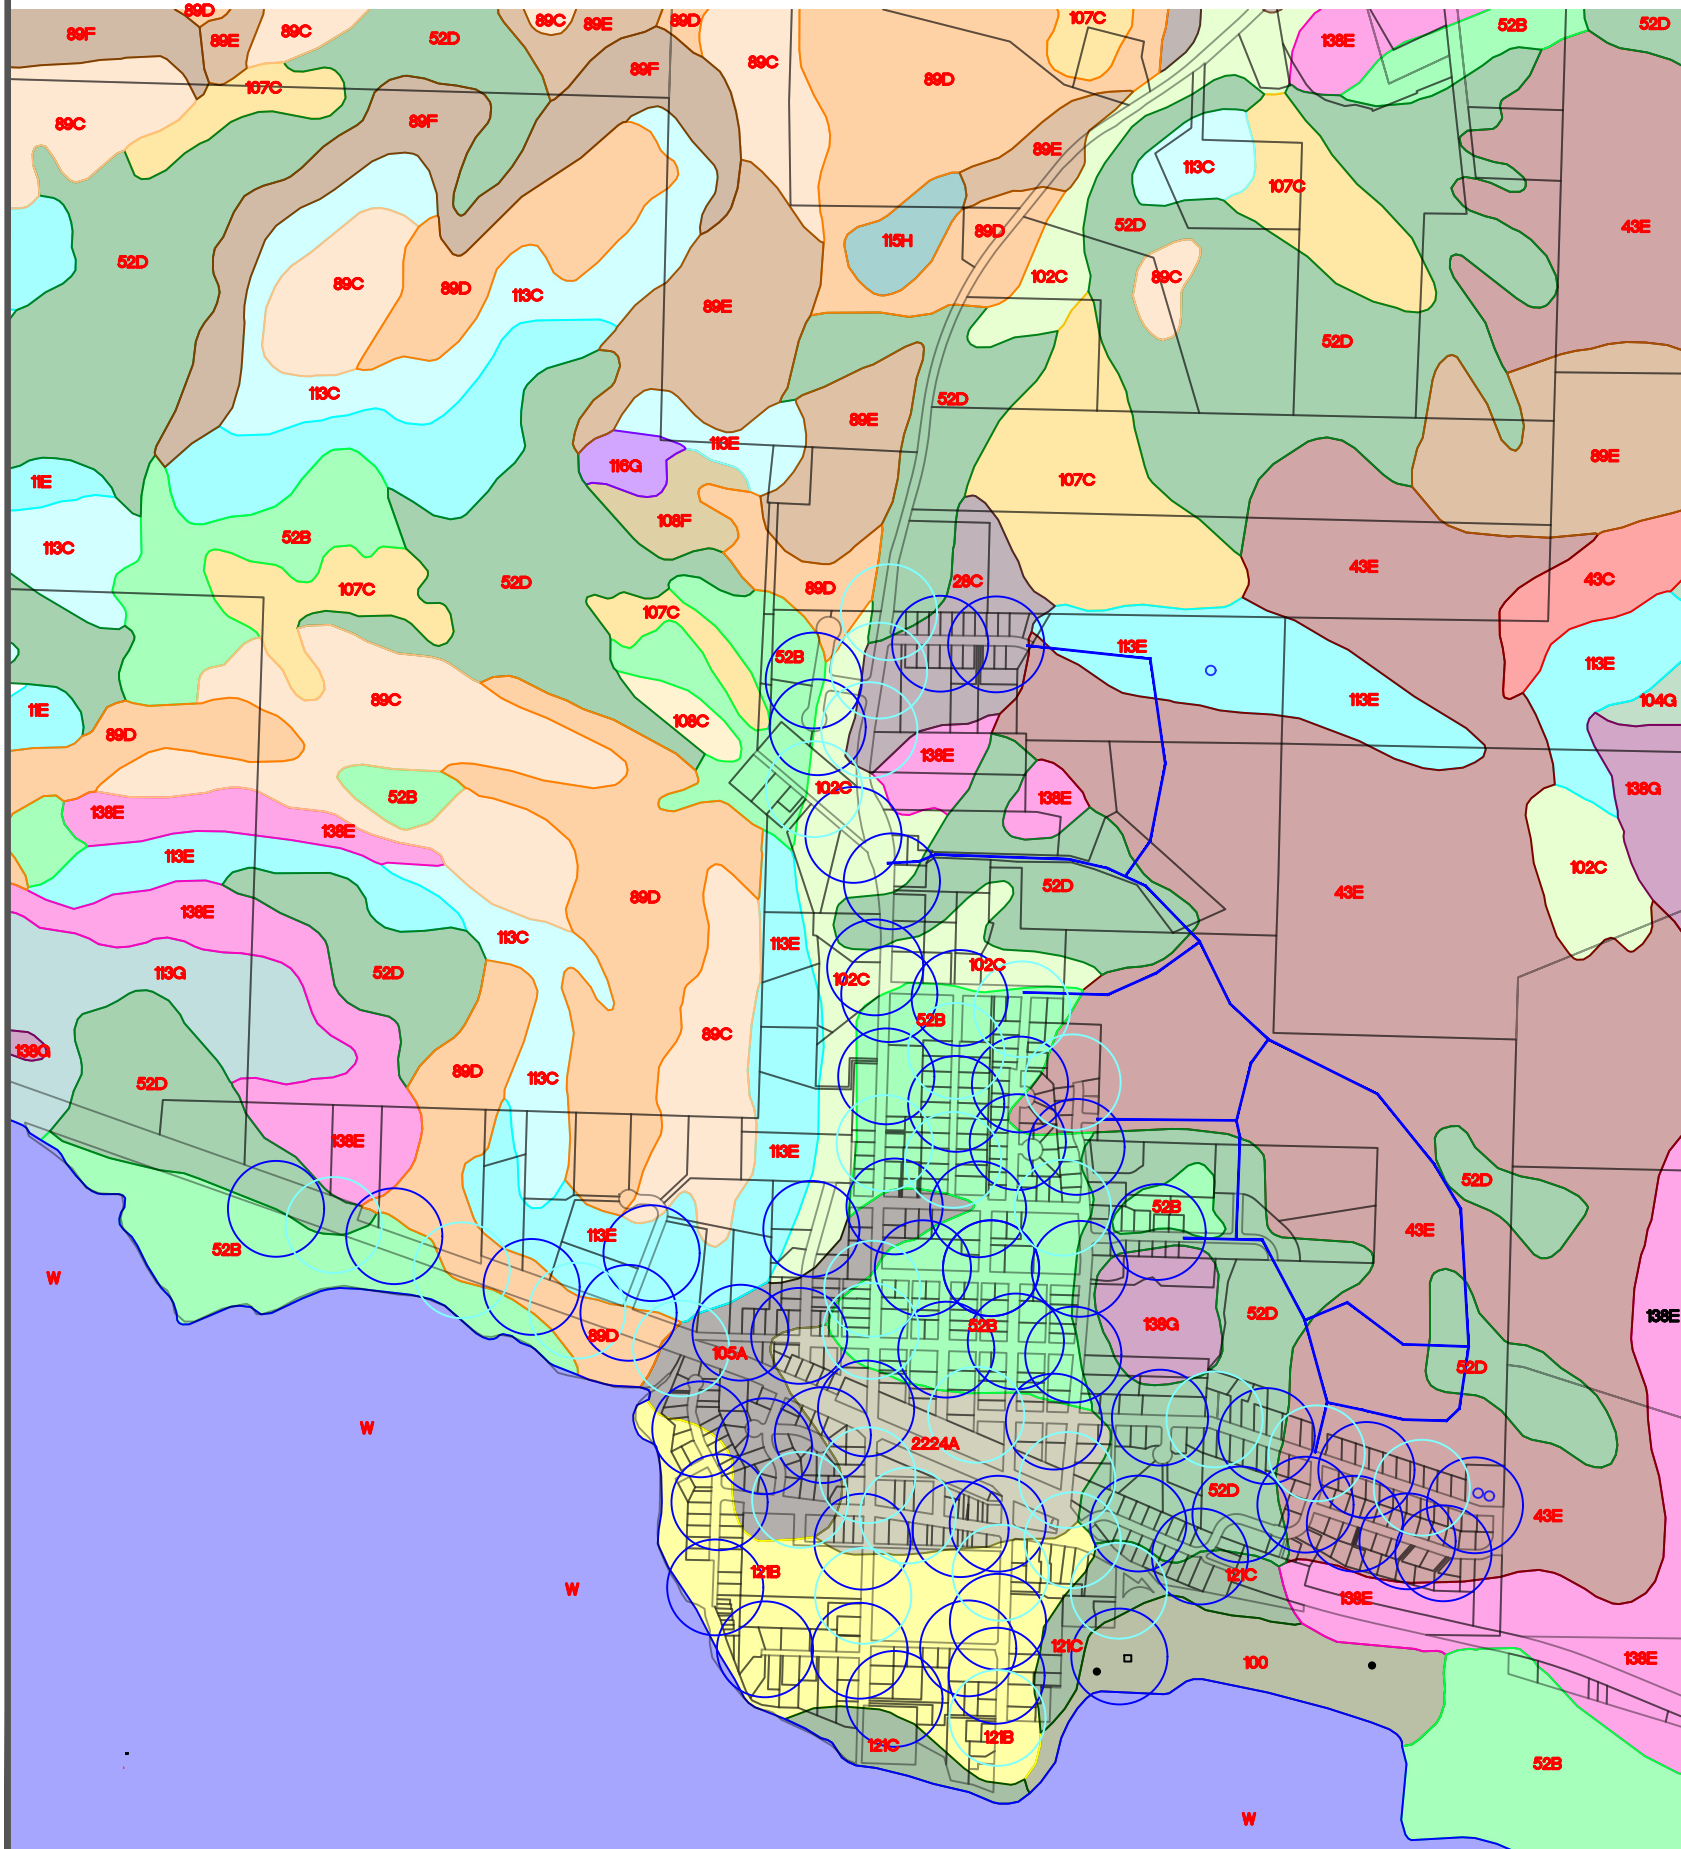 89D
89F
89E
89C
52D
89C
89E
89D
107C
138E
52B
52D
89F
89C
89D
107C
89C
89F
89E
113C
107C
52D
43E
52D
115H
89D
102C
89C
89C
89D
113C
89E
52D
113C
52D
89E
113E
89E
11E
116G
107C
108F
52B
113C
52D
107C
89D
28C
43E
43C
107C
52B
113E
113E
89C
11E
89D
108C
113E
104G
138E
52B
138E
138E
102C
138E
138G
113E
138E
89D
52D
43E
102C
138E
113C
113E
113G
52D
102C
102C
52B
89C
138G
52D
89D
113C
138E
113E
52D
52B
52B
113E
43E
W
89D
105A
52B
138G
52D
138E
52D
W
2224A
52D
43E
W
121B
121C
138E
121C
100
138E
121C
121B
52B
W